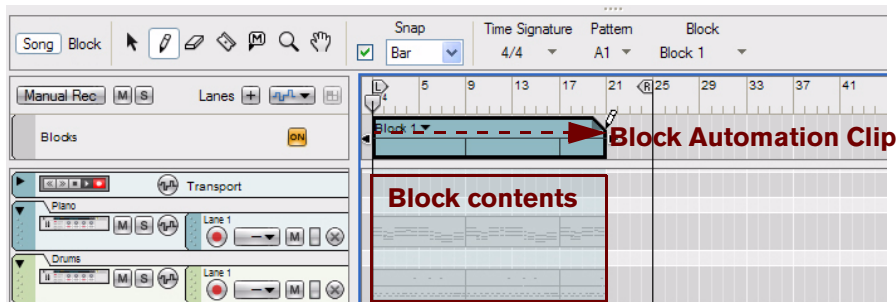 Snap Time Signature Pattern Block
Song Block M Bar 4/4 A1 Block 1
Manual Rec M S Lanes L 5 9 13 17 21 R 25 29 33 37 41
Blocks ON Block 1 Block Automation Clip
Transport
Block contents
Piano
M S Lane 1 M
Drums
M S Lane 1 M